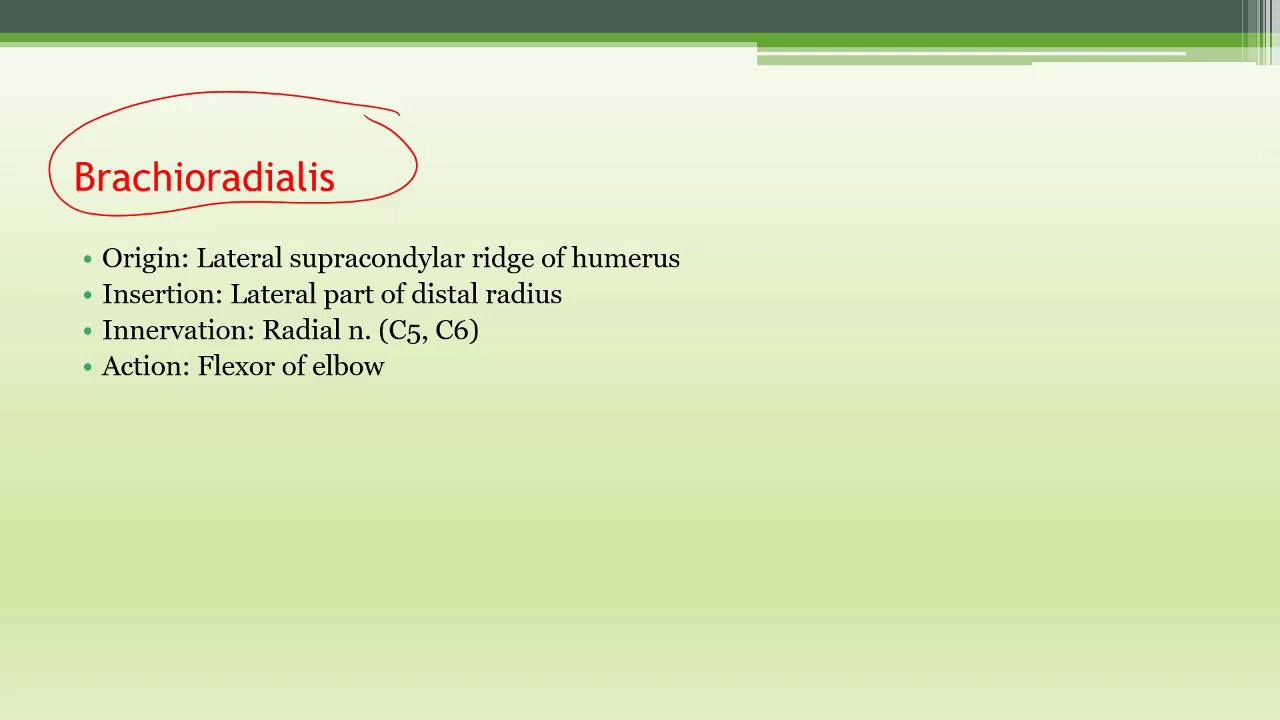 Brachioradialis
• Origin: Lateral supracondylar ridge of humerus
• Insertion: Lateral part of distal radius
• Innervation: Radial n. (C5, C6)
• Action: Flexor of elbow